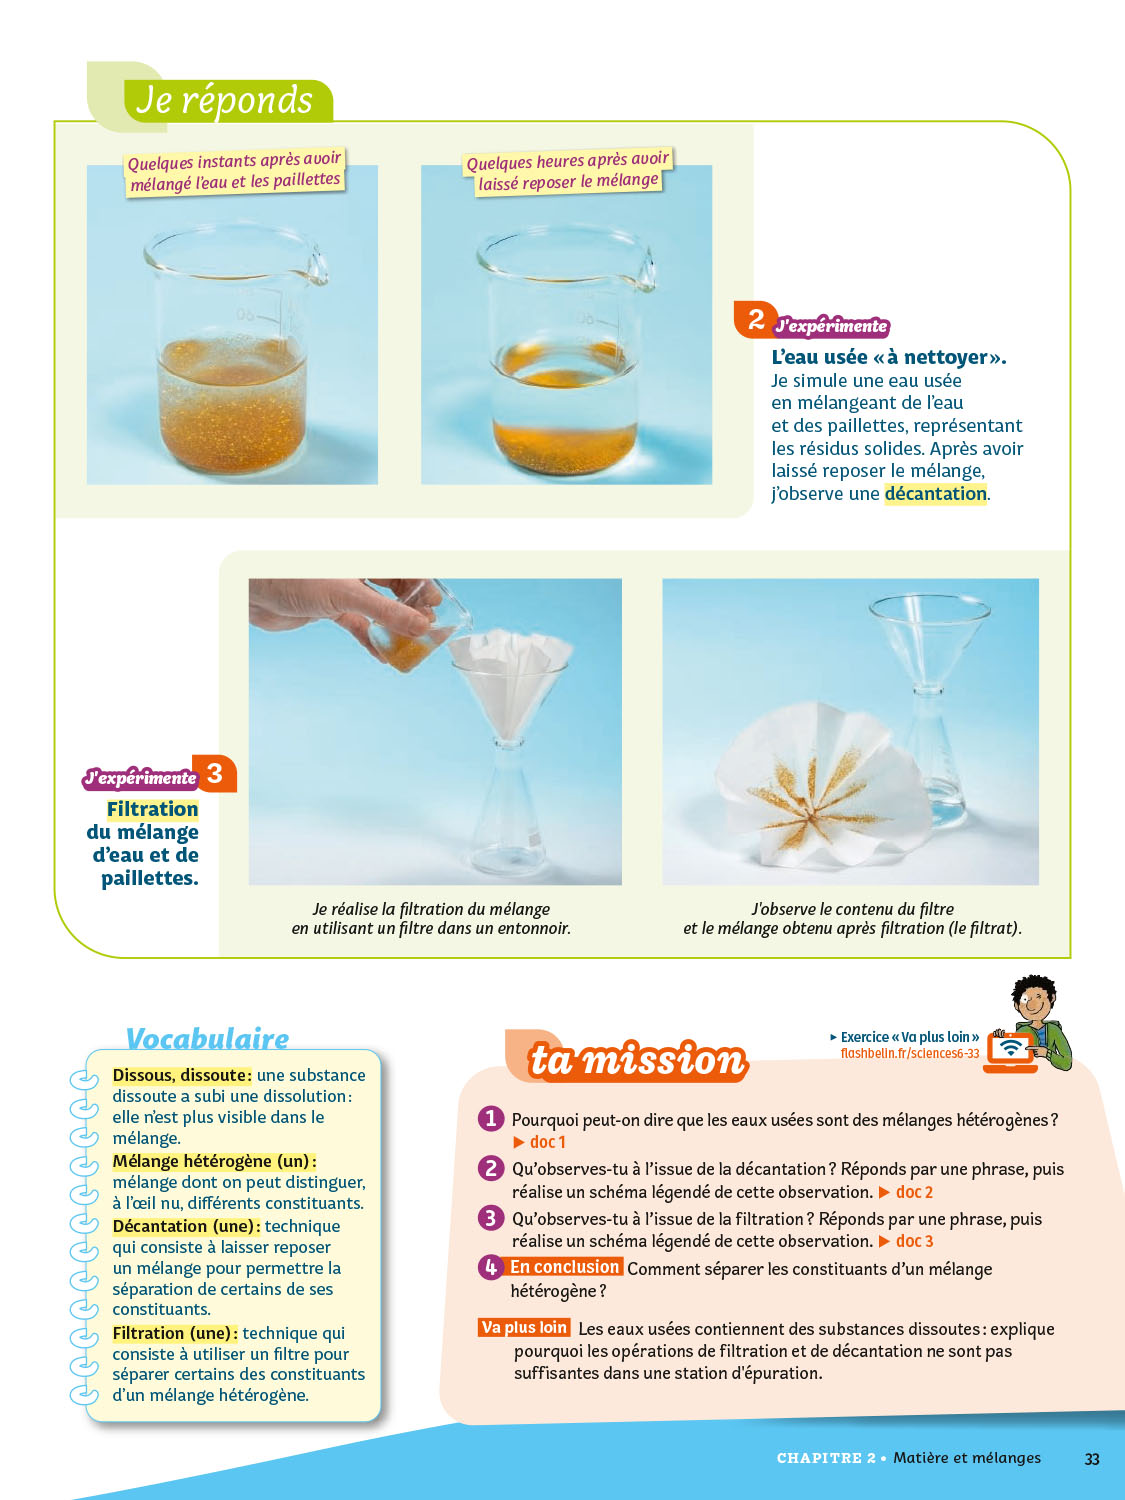 Je réponds
Quelques instants après avoir
mélangé l'eau et les paillettes
Quelques heures après avoir
laissé reposer le mélange
2 J'expérimente
L'eau usée « à nettoyer ».
Je simule une eau usée
en mélangeant de l'eau
et des paillettes, représentant
les résidus solides. Après avoir
laissé reposer le mélange,
j'observe une décantation.
J'expérimente 3
Filtration
du mélange
d'eau et de
paillettes.
Je réalise la filtration du mélange
en utilisant un filtre dans un entonnoir.
J'observe le contenu du filtre
et le mélange obtenu après filtration (le filtrat).
Vocabulaire
Dissous, dissoute : une substance
dissoute a subi une dissolution :
elle n'est plus visible dans le
mélange.
Mélange hétérogène (un) :
mélange dont on peut distinguer,
à l'œil nu, différents constituants.
Décantation (une) : technique
qui consiste à laisser reposer
un mélange pour permettre la
séparation de certains de ses
constituants.
Filtration (une) : technique qui
consiste à utiliser un filtre pour
séparer certains des constituants
d'un mélange hétérogène.
ta mission
▸ Exercice « Va plus loin »
flashbelin.fr/sciences6-33
1 Pourquoi peut-on dire que les eaux usées sont des mélanges hétérogènes ?
▶ doc 1
2 Qu'observes-tu à l'issue de la décantation ? Réponds par une phrase, puis
réalise un schéma légendé de cette observation. ▶ doc 2
3 Qu'observes-tu à l'issue de la filtration ? Réponds par une phrase, puis
réalise un schéma légendé de cette observation. ▶ doc 3
4 En conclusion Comment séparer les constituants d'un mélange
hétérogène ?
Va plus loin Les eaux usées contiennent des substances dissoutes : explique
pourquoi les opérations de filtration et de décantation ne sont pas
suffisantes dans une station d'épuration.
CHAPITRE 2 • Matière et mélanges 33